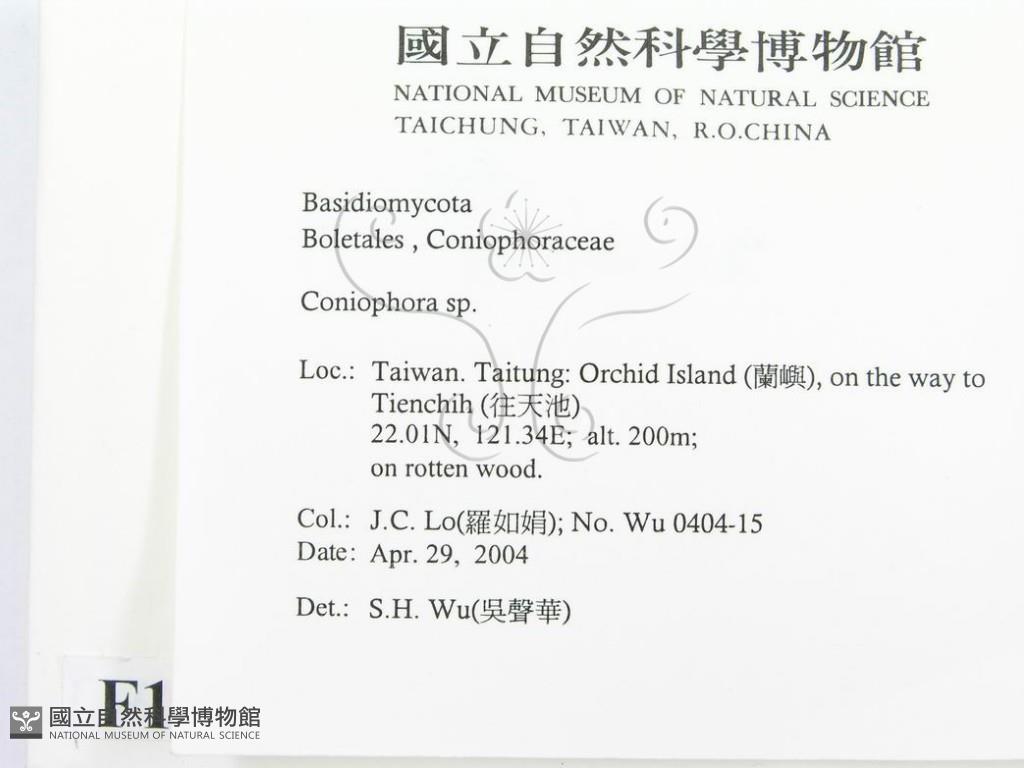 國立自然科學博物館
NATIONAL MUSEUM OF NATURAL SCIENCE
TAICHUNG, TAIWAN, R.O.CHINA
Basidiomycota
Boletales , Coniophoraceae
Coniophora sp.
Loc.: Taiwan. Taitung: Orchid Island (蘭嶼), on the way to
Tienchih (往天池)
22.01N, 121.34E; alt. 200m;
on rotten wood.
Col.: J.C. Lo(羅如娟); No. Wu 0404-15
Date: Apr. 29, 2004
Det.: S.H. Wu(吳聲華)
F1
國立自然科學博物館
NATIONAL MUSEUM OF NATURAL SCIENCE